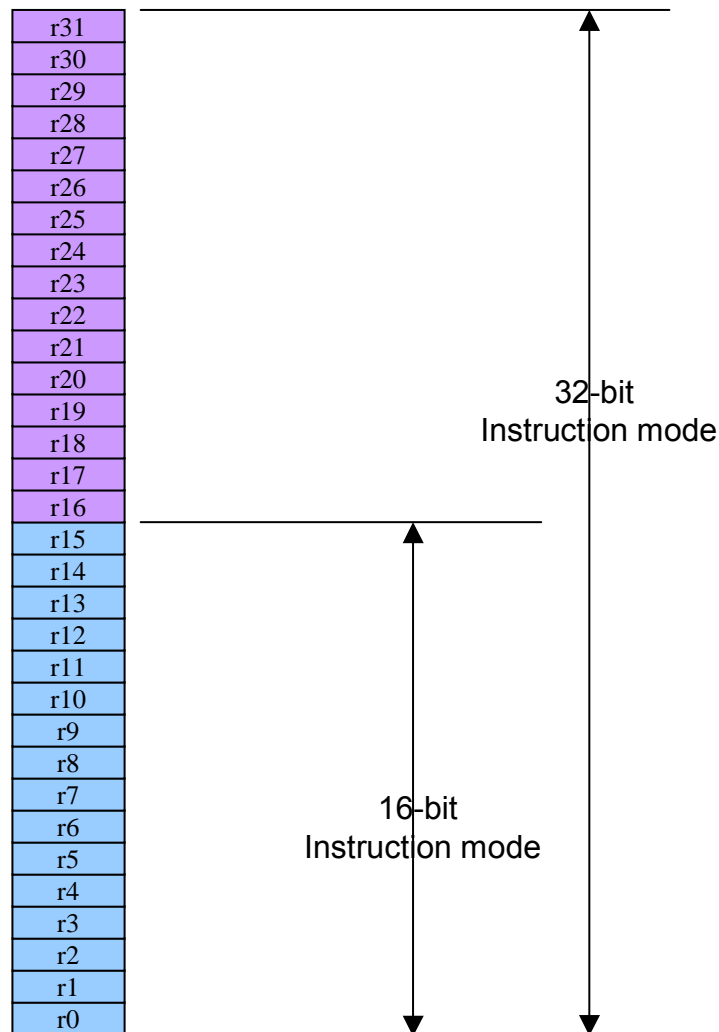 r31
r30
r29
r28
r27
r26
r25
r24
r23
r22
r21
r20
r19
r18
r17
r16
r15
r14
r13
r12
r11
r10
r9
r8
r7
r6
r5
r4
r3
r2
r1
r0
32-bit
Instruction mode
16-bit
Instruction mode